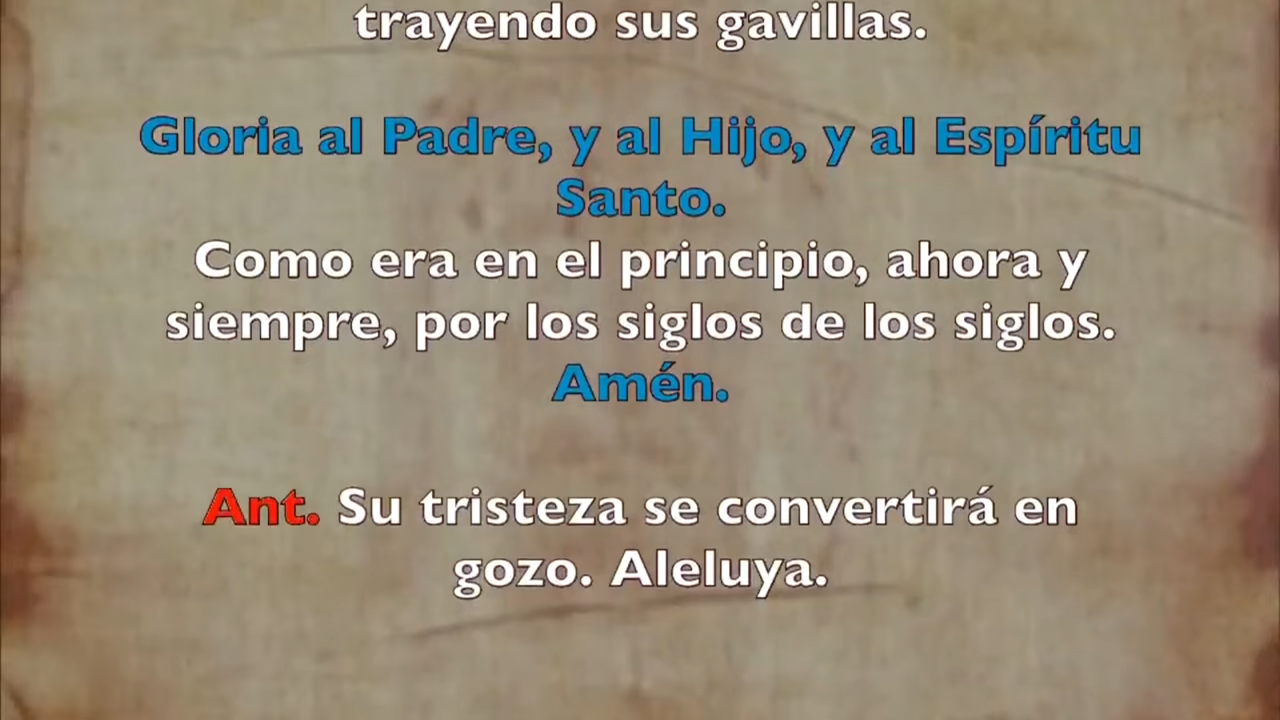 trayendo sus gavillas.
Gloria al Padre, y al Hijo, y al Espíritu
Santo.
Como era en el principio, ahora y
siempre, por los siglos de los siglos.
Amén.
Ant. Su tristeza se convertirá en
gozo. Aleluya.